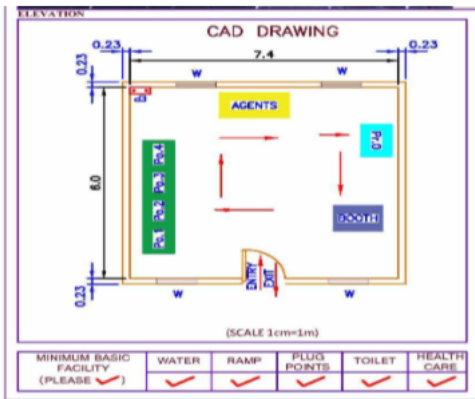 ELEVATION
CAD DRAWING
0.23
7.4
0.23
0.23
W
W
AGENTS
Pr.O
Po.4
Po.3
Po.2
Po.1
6.0
BOOTH
ENTRY
EXIT
0.23
W
W
(SCALE 1cm=1m)
MINIMUM BASIC
FACILITY
(PLEASE ✓)
WATER
RAMP
PLUG
POINTS
TOILET
HEALTH
CARE